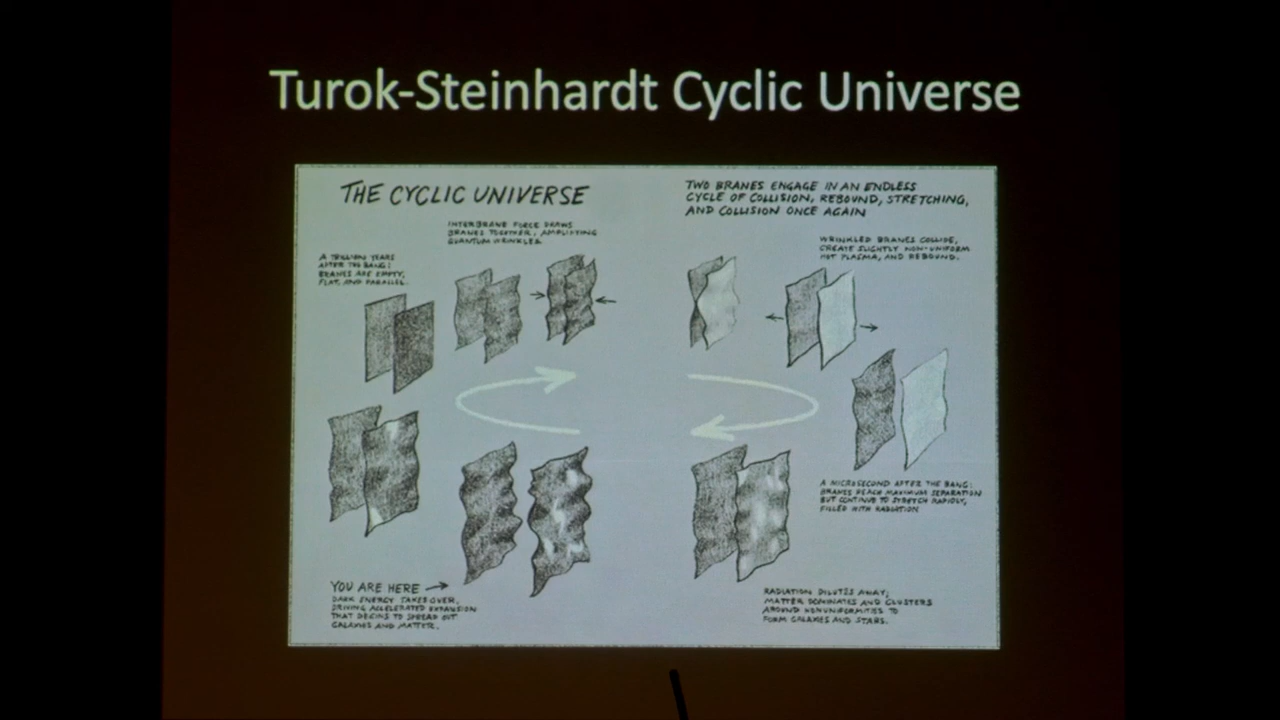 Turok-Steinhardt Cyclic Universe
THE CYCLIC UNIVERSE
TWO BRANES ENGAGE IN AN ENDLESS
CYCLE OF COLLISION, REBOUND, STRETCHING,
AND COLLISION ONCE AGAIN
INTERBRANE FORCE DRAWS
BRANES TOGETHER, AMPLIFYING
QUANTUM WRINKLES.
WRINKLED BRANES COLLIDE,
CREATE SLIGHTLY NON-UNIFORM
HOT PLASMA, AND REBOUND.
A TRILLION YEARS
AFTER THE BANG:
BRANES ARE EMPTY,
FLAT, AND PARALLEL.
A MICROSECOND AFTER THE BANG:
BRANES REACH MAXIMUM SEPARATION
BUT CONTINUE TO STRETCH RAPIDLY,
FILLED WITH RADIATION
YOU ARE HERE →
DARK ENERGY TAKES OVER,
DRIVING ACCELERATED EXPANSION
THAT BEGINS TO SPREAD OUT
GALAXIES AND MATTER.
RADIATION DILUTES AWAY;
MATTER DOMINATES AND CLUSTERS
AROUND NONUNIFORMITIES TO
FORM GALAXIES AND STARS.